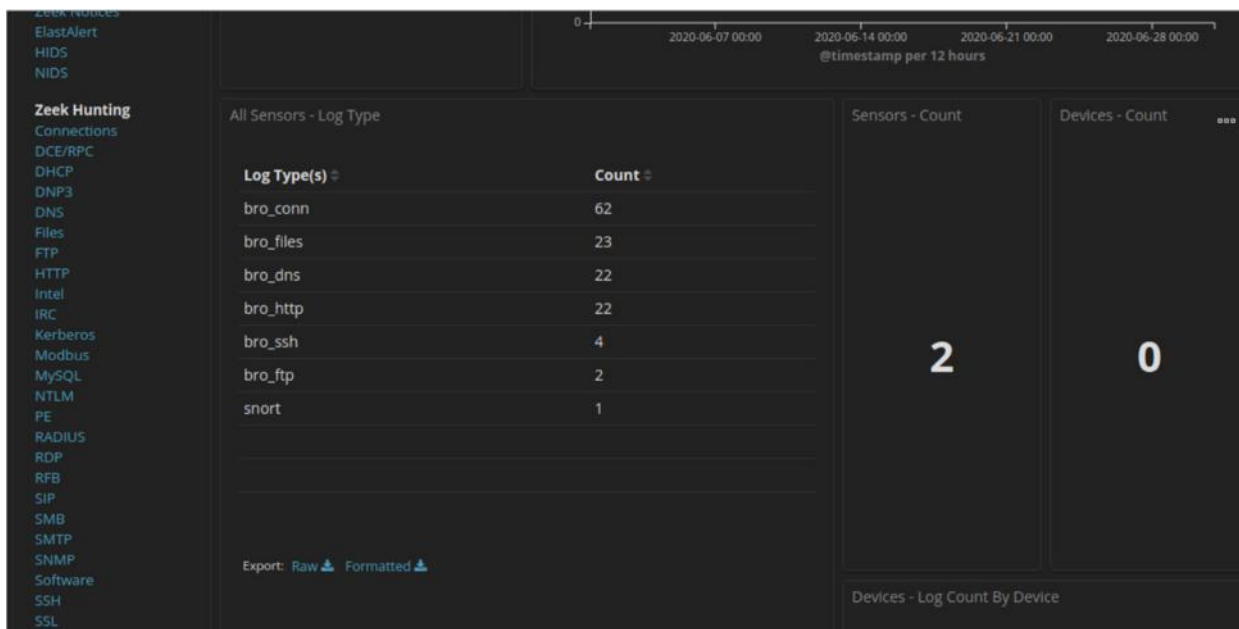 Zeek Notices
ElastAlert
HIDS
NIDS
Zeek Hunting
Connections
DCE/RPC
DHCP
DNP3
DNS
Files
FTP
HTTP
Intel
IRC
Kerberos
Modbus
MySQL
NTLM
PE
RADIUS
RDP
RFB
SIP
SMB
SMTP
SNMP
Software
SSH
SSL
0
2020-06-07 00:00 2020-06-14 00:00 2020-06-21 00:00 2020-06-28 00:00
@timestamp per 12 hours
All Sensors - Log Type
Log Type(s) Count
bro_conn 62
bro_files 23
bro_dns 22
bro_http 22
bro_ssh 4
bro_ftp 2
snort 1
Export: Raw Formatted
Sensors - Count
2
Devices - Count
0
Devices - Log Count By Device